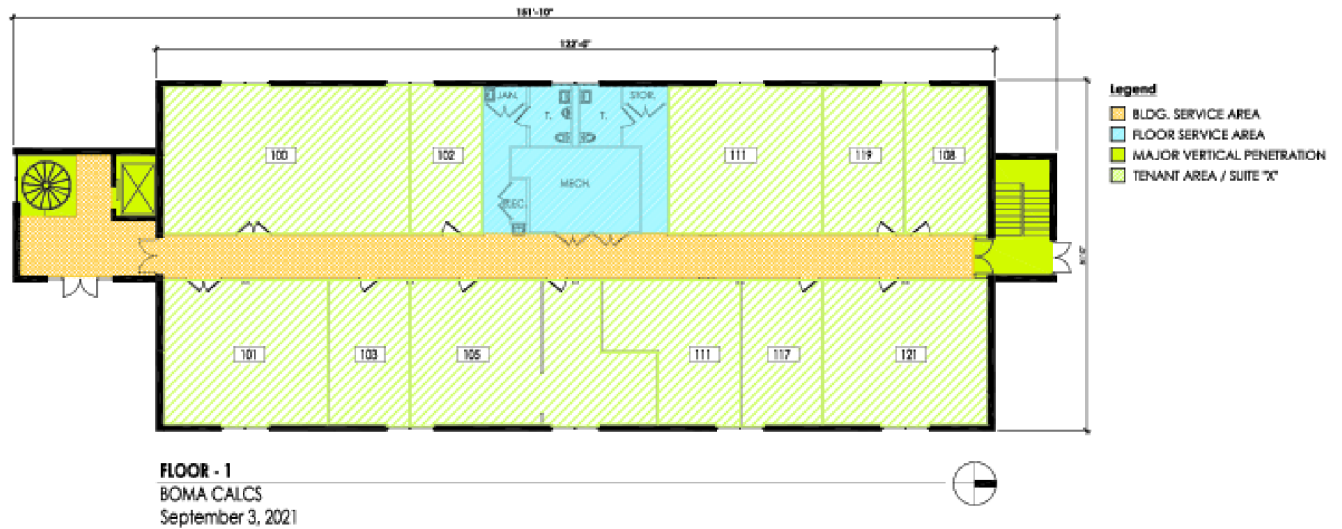 151'-10"
122'-0"
Legend
BLDG. SERVICE AREA
FLOOR SERVICE AREA
MAJOR VERTICAL PENETRATION
TENANT AREA / SUITE "X"
JAN.
STOR.
T.
T.
100
102
111
119
108
MECH.
ELEC.
101
103
105
111
117
121
FLOOR - 1
BOMA CALCS
September 3, 2021